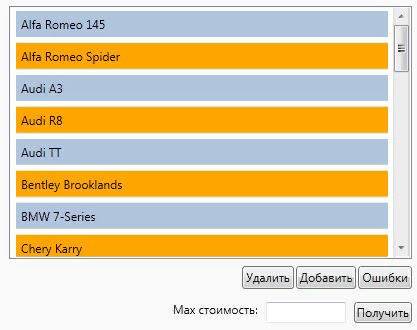 Alfa Romeo 145
Alfa Romeo Spider
Audi A3
Audi R8
Audi TT
Bentley Brooklands
BMW 7-Series
Chery Karry
Удалить Добавить Ошибки
Мах стоимость: Получить